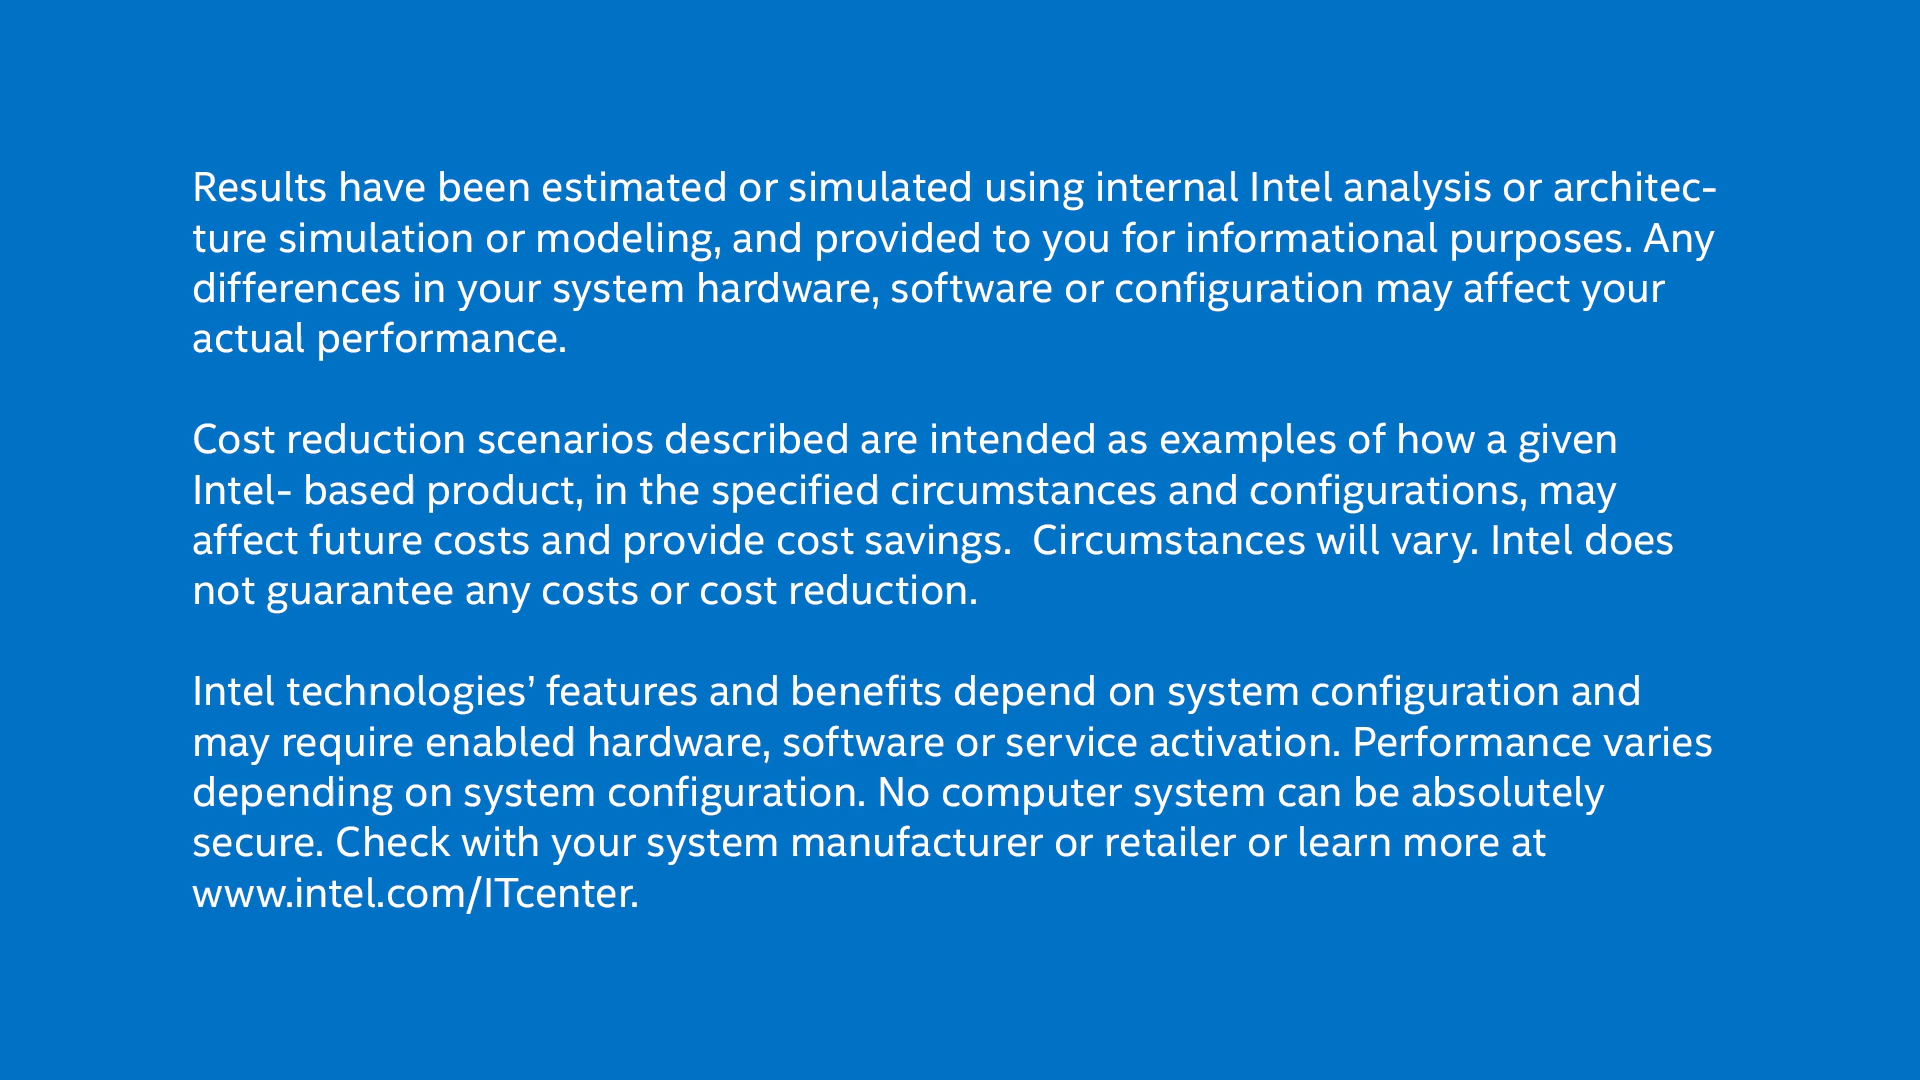 Results have been estimated or simulated using internal Intel analysis or architec-
ture simulation or modeling, and provided to you for informational purposes. Any
differences in your system hardware, software or configuration may affect your
actual performance.
Cost reduction scenarios described are intended as examples of how a given
Intel- based product, in the specified circumstances and configurations, may
affect future costs and provide cost savings.  Circumstances will vary. Intel does
not guarantee any costs or cost reduction.
Intel technologies’ features and benefits depend on system configuration and
may require enabled hardware, software or service activation. Performance varies
depending on system configuration. No computer system can be absolutely
secure. Check with your system manufacturer or retailer or learn more at
www.intel.com/ITcenter.